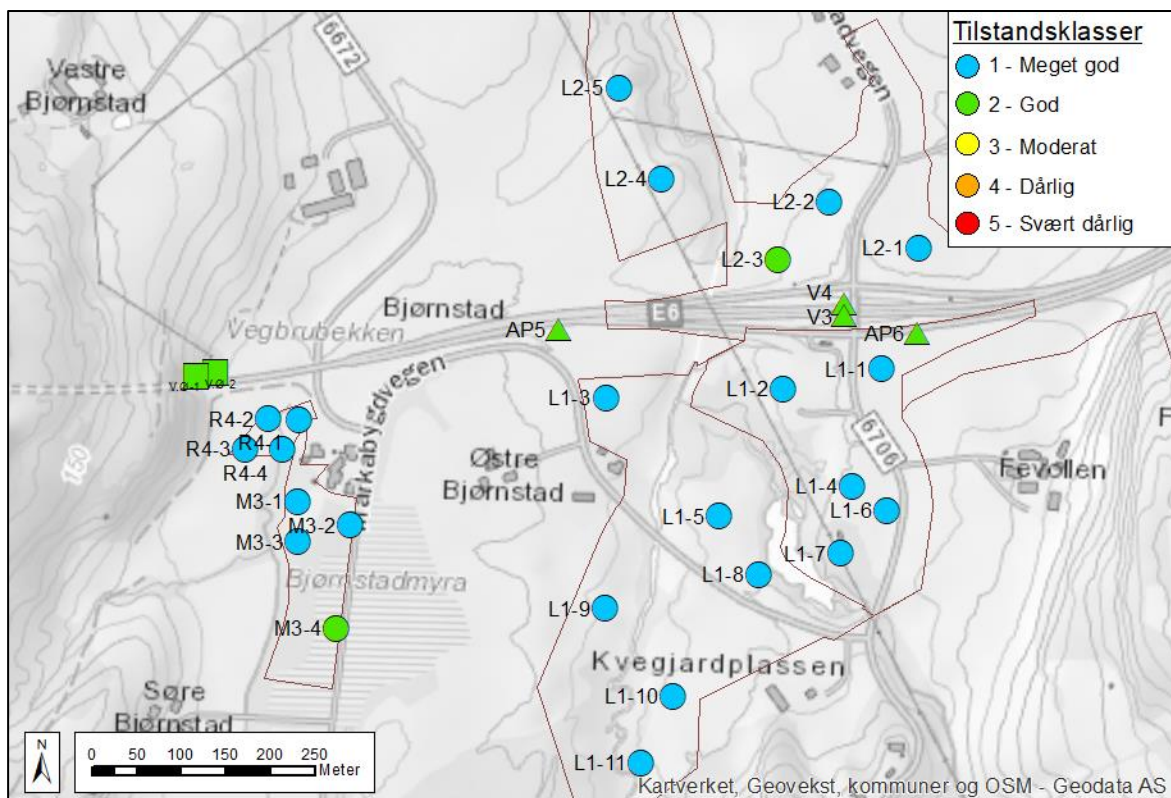 Tilstandsklasser
1 - Meget god
2 - God
3 - Moderat
4 - Dårlig
5 - Svært dårlig
Vestre
Bjørnstad
6672
L2-5
L2-4
L2-2
L2-3
L2-1
Bjørnstad
E6
V4
V3
AP5
AP6
Vegbrubekken
V.Ø-1
V.Ø-2
Markabygdvegen
L1-1
L1-2
L1-3
R4-2
R4-1
R4-3
R4-4
150
6706
Østre
Bjørnstad
Fevollen
M3-1
M3-2
M3-3
L1-4
L1-6
L1-5
L1-7
L1-8
Bjørnstadmyra
L1-9
M3-4
Kvegjardplassen
Søre
Bjørnstad
L1-10
L1-11
N
0 50 100 150 200 250
Meter
Kartverket, Geovekst, kommuner og OSM - Geodata AS